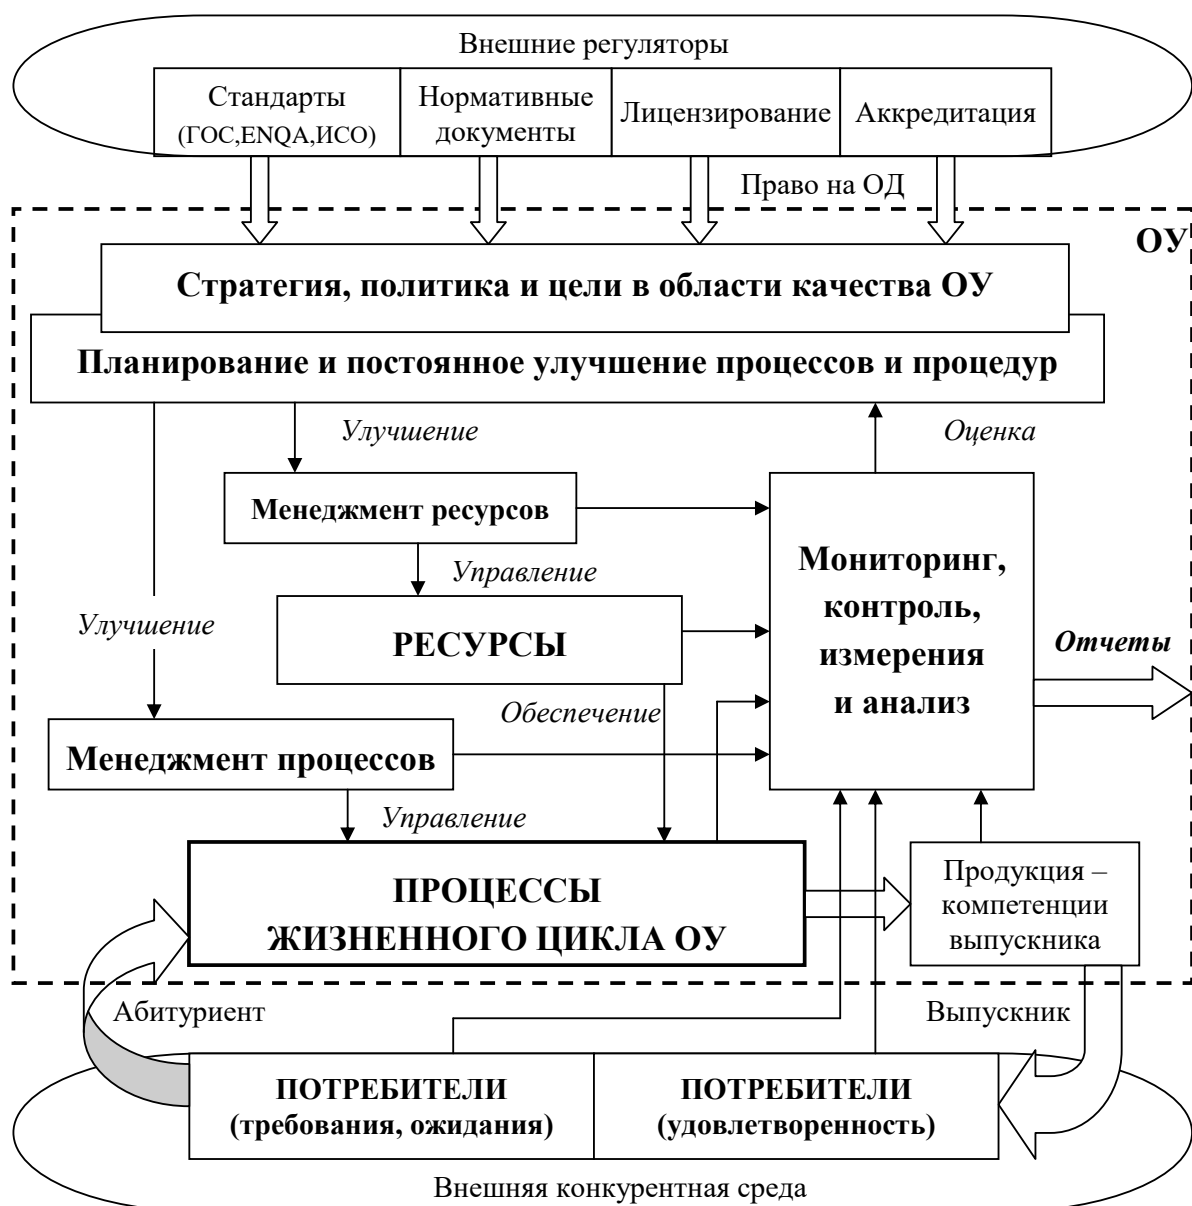 Внешние регуляторы
Стандарты
(ГОС,ENQA,ИСО)
Нормативные
документы
Лицензирование
Аккредитация
Право на ОД
ОУ
Стратегия, политика и цели в области качества ОУ
Планирование и постоянное улучшение процессов и процедур
Улучшение
Оценка
Менеджмент ресурсов
Управление
Мониторинг,
контроль,
измерения
и анализ
Улучшение
РЕСУРСЫ
Отчеты
Обеспечение
Менеджмент процессов
Управление
ПРОЦЕССЫ
ЖИЗНЕННОГО ЦИКЛА ОУ
Продукция –
компетенции
выпускника
Абитуриент
Выпускник
ПОТРЕБИТЕЛИ
(требования, ожидания)
ПОТРЕБИТЕЛИ
(удовлетворенность)
Внешняя конкурентная среда